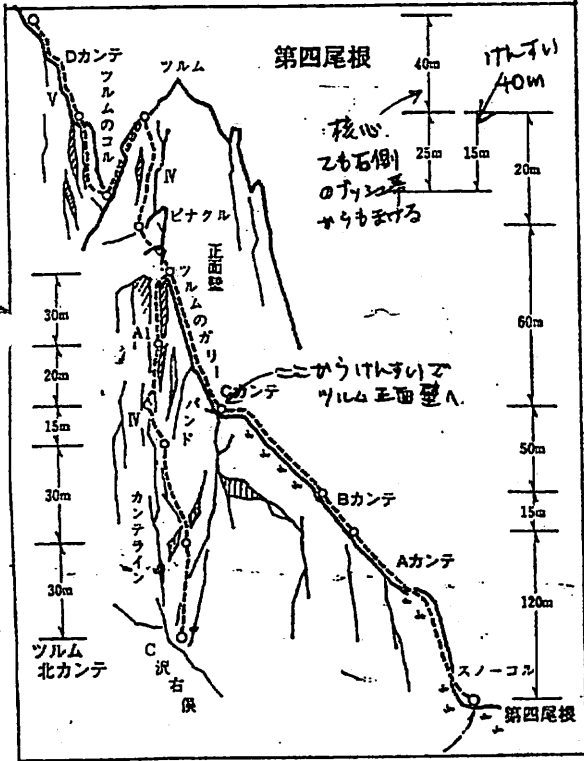 第四尾根
Dカンテ
ツルムのコル
ツルム
V
IV
ピナクル
正面壁
ツルムのガリー
AI
IV
バンド
カンテライン
Cカンテ
Bカンテ
Aカンテ
スノーコル
第四尾根
C沢右俣
ツルム
北カンテ
40m
25m
15m
20m
60m
50m
15m
120m
30m
20m
15m
30m
30m
けんすい
40m
核心
でも右側
のブッシュ帯
からもまける
ここからけんすいで
ツルム正面壁へ